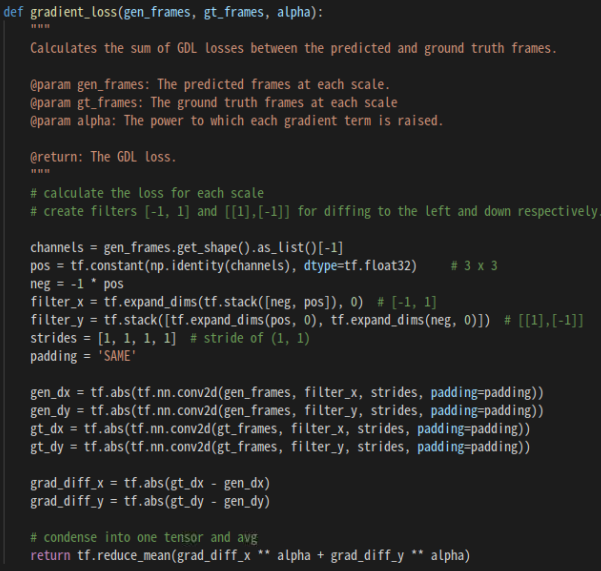 def gradient_loss(gen_frames, gt_frames, alpha):
"""
Calculates the sum of GDL losses between the predicted and ground truth frames.
@param gen_frames: The predicted frames at each scale.
@param gt_frames: The ground truth frames at each scale
@param alpha: The power to which each gradient term is raised.
@return: The GDL loss.
"""
# calculate the loss for each scale
# create filters [-1, 1] and [[1],[-1]] for diffing to the left and down respectively.
channels = gen_frames.get_shape().as_list()[-1]
pos = tf.constant(np.identity(channels), dtype=tf.float32)     # 3 x 3
neg = -1 * pos
filter_x = tf.expand_dims(tf.stack([neg, pos]), 0)  # [-1, 1]
filter_y = tf.stack([tf.expand_dims(pos, 0), tf.expand_dims(neg, 0)])  # [[1],[-1]]
strides = [1, 1, 1, 1]  # stride of (1, 1)
padding = 'SAME'
gen_dx = tf.abs(tf.nn.conv2d(gen_frames, filter_x, strides, padding=padding))
gen_dy = tf.abs(tf.nn.conv2d(gen_frames, filter_y, strides, padding=padding))
gt_dx = tf.abs(tf.nn.conv2d(gt_frames, filter_x, strides, padding=padding))
gt_dy = tf.abs(tf.nn.conv2d(gt_frames, filter_y, strides, padding=padding))
grad_diff_x = tf.abs(gt_dx - gen_dx)
grad_diff_y = tf.abs(gt_dy - gen_dy)
# condense into one tensor and avg
return tf.reduce_mean(grad_diff_x ** alpha + grad_diff_y ** alpha)